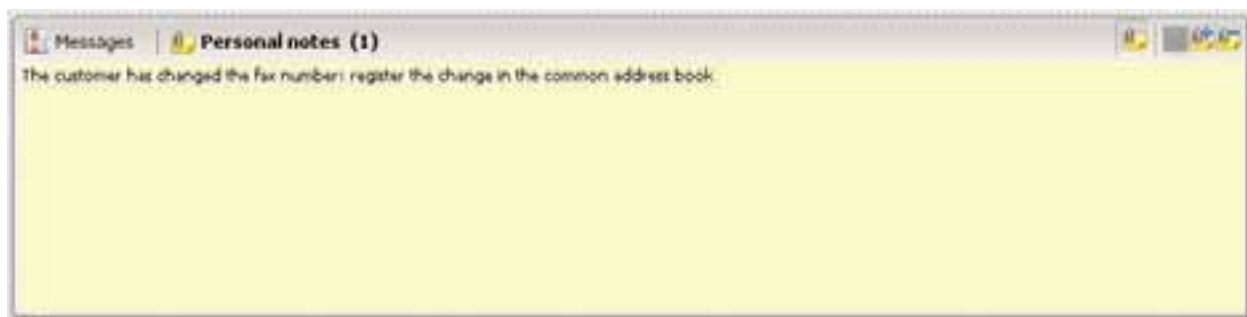 Messages Personal notes (1)
The customer has changed the fax number: register the change in the common address book.